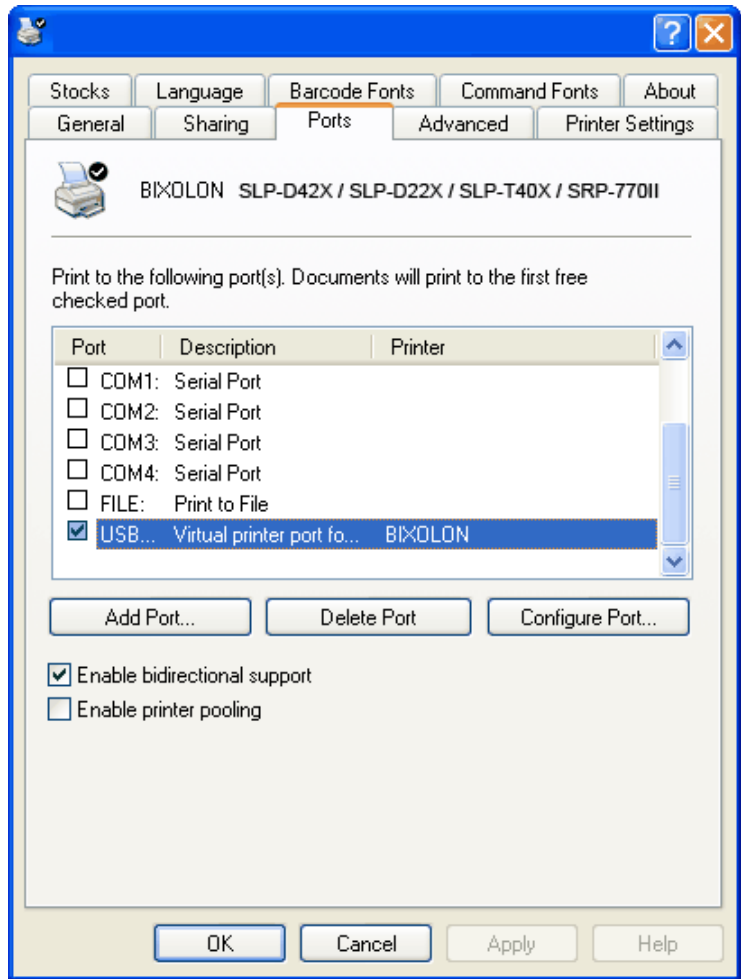 Stocks Language Barcode Fonts Command Fonts About
General Sharing Ports Advanced Printer Settings
BIXOLON SLP-D42X / SLP-D22X / SLP-T40X / SRP-770II
Print to the following port(s). Documents will print to the first free
checked port.
Port Description Printer
COM1: Serial Port
COM2: Serial Port
COM3: Serial Port
COM4: Serial Port
FILE: Print to File
USB... Virtual printer port fo... BIXOLON
Add Port... Delete Port Configure Port...
Enable bidirectional support
Enable printer pooling
OK Cancel Apply Help